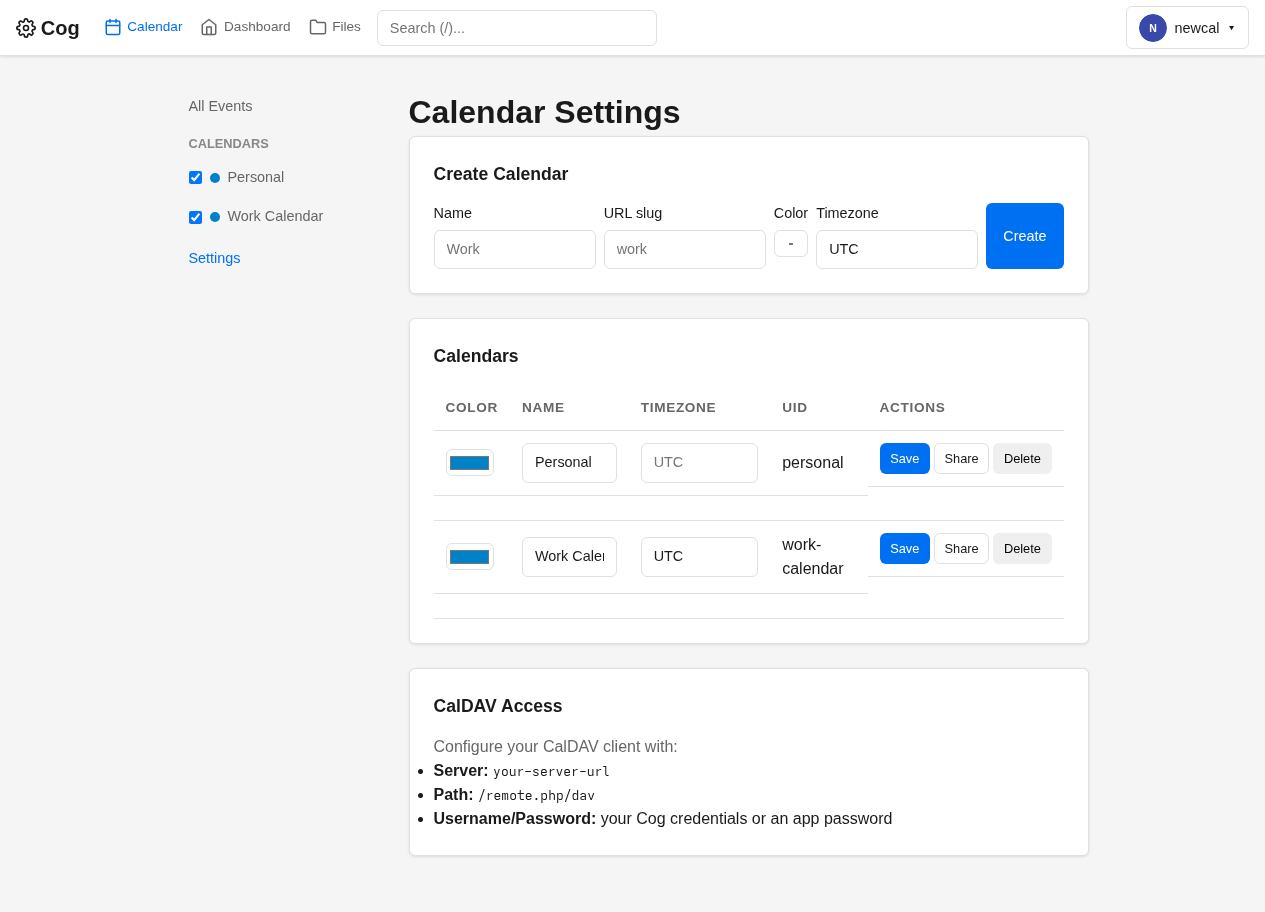 Cog Calendar Dashboard Files Search (/)... N newcal
All Events
CALENDARS
Personal
Work Calendar
Settings
Calendar Settings
Create Calendar
Name URL slug Color Timezone
Work work - UTC Create
Calendars
COLOR NAME TIMEZONE UID ACTIONS
Personal UTC personal Save Share Delete
Work Caler UTC work-calendar Save Share Delete
CalDAV Access
Configure your CalDAV client with:
Server: your-server-url
Path: /remote.php/dav
Username/Password: your Cog credentials or an app password